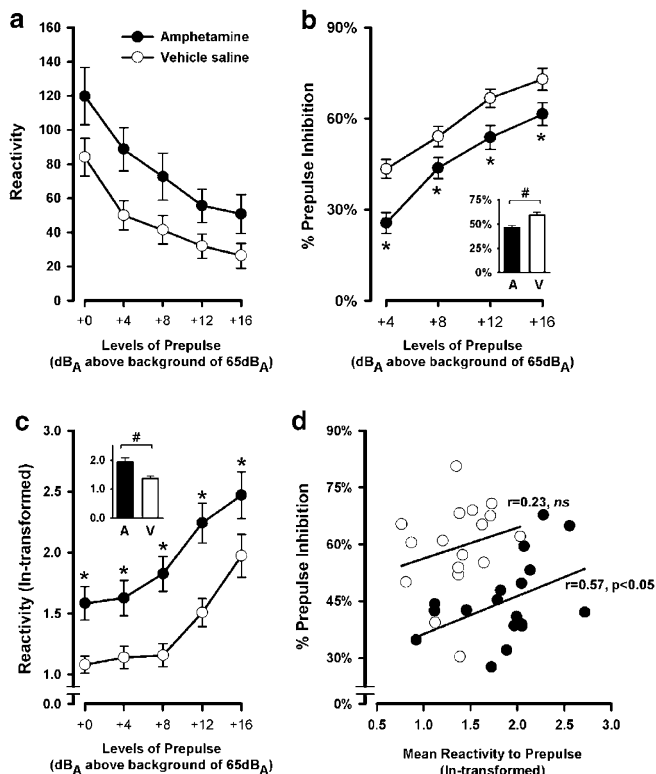 a
Amphetamine
Vehicle saline
160
140
120
100
80
60
40
20
0
Reactivity
+0 +4 +8 +12 +16
Levels of Prepulse
(dBA above background of 65dBA)
b
90%
60%
30%
0%
% Prepulse Inhibition
* * * *
75%
50%
25%
0%
#
A V
+4 +8 +12 +16
Levels of Prepulse
(dBA above background of 65dBA)
c
3.0
2.5
2.0
1.5
1.0
0.0
Reactivity (ln-transformed)
2.0
1.0
0.0
#
A V
* * * * *
+0 +4 +8 +12 +16
Levels of Prepulse
(dBA above background of 65dBA)
d
90%
75%
60%
45%
30%
0%
% Prepulse Inhibition
r=0.23, ns
r=0.57, p<0.05
0.5 1.0 1.5 2.0 2.5 3.0
Mean Reactivity to Prepulse
(ln-transformed)